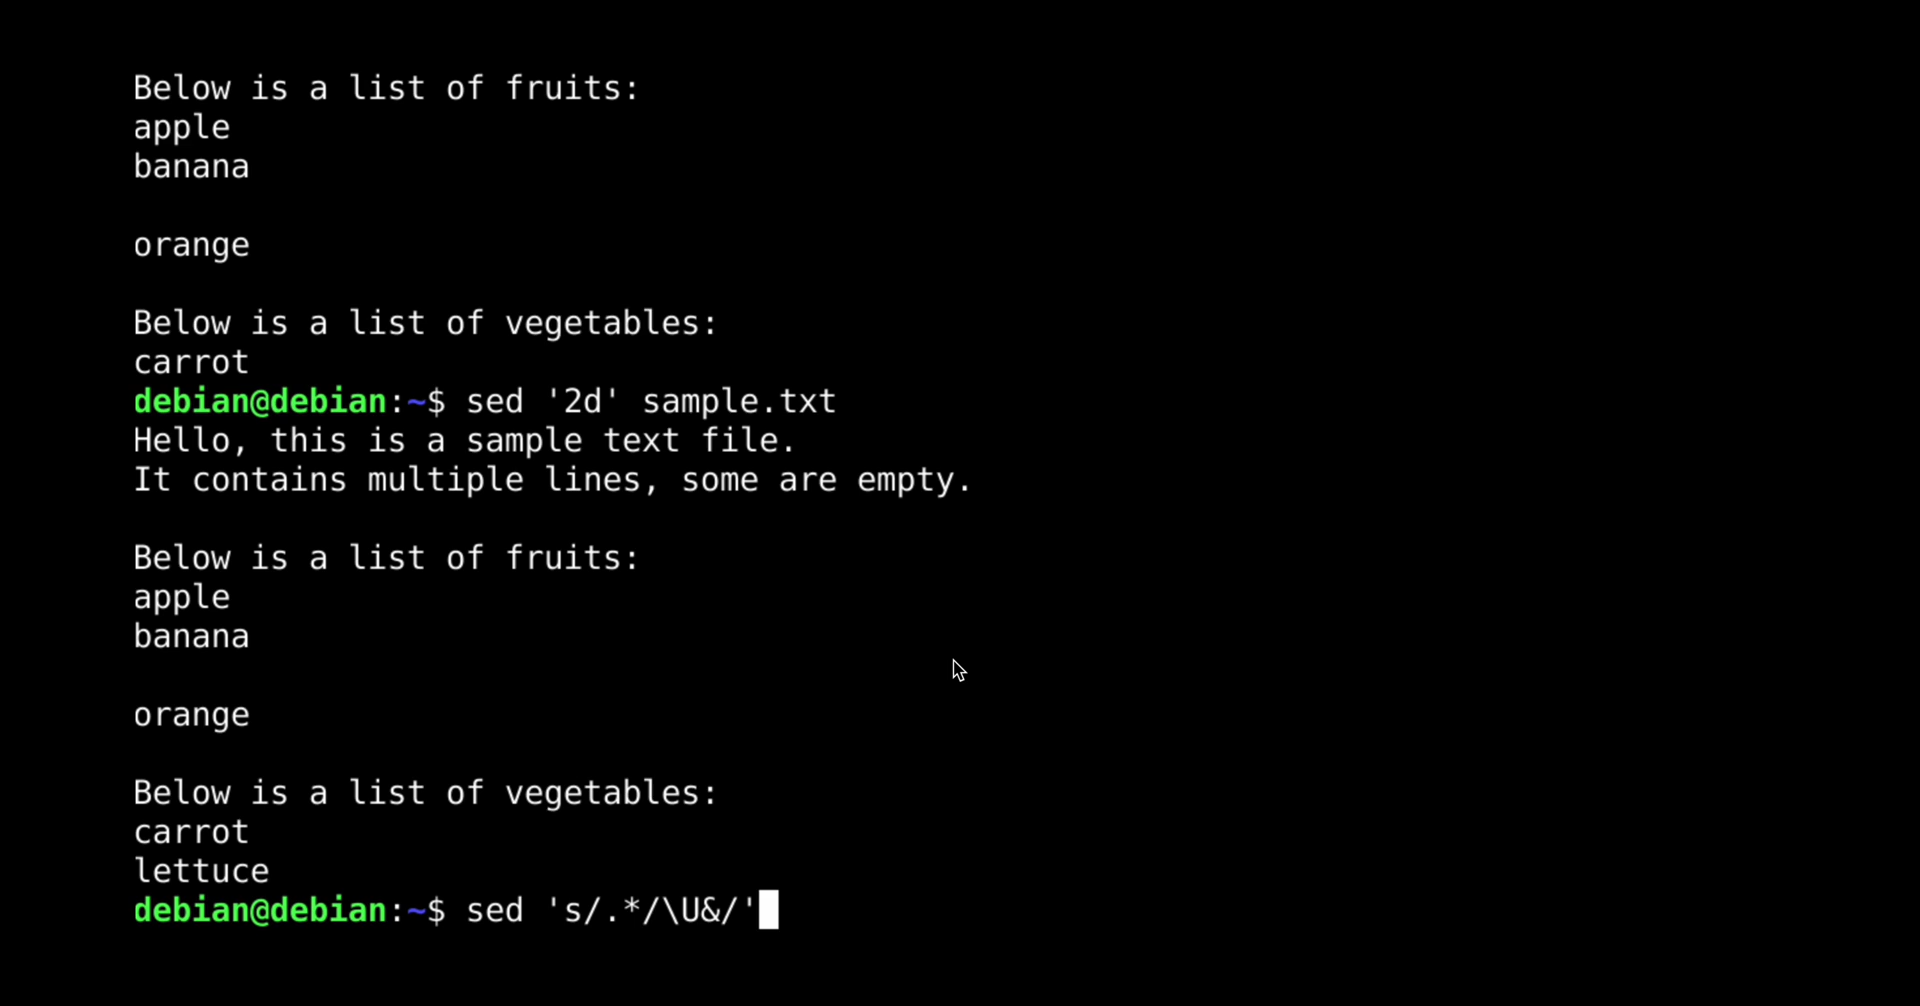 Below is a list of fruits:
apple
banana
orange
Below is a list of vegetables:
carrot
debian@debian:~$ sed '2d' sample.txt
Hello, this is a sample text file.
It contains multiple lines, some are empty.
Below is a list of fruits:
apple
banana
orange
Below is a list of vegetables:
carrot
lettuce
debian@debian:~$ sed 's/.*/\U&/'